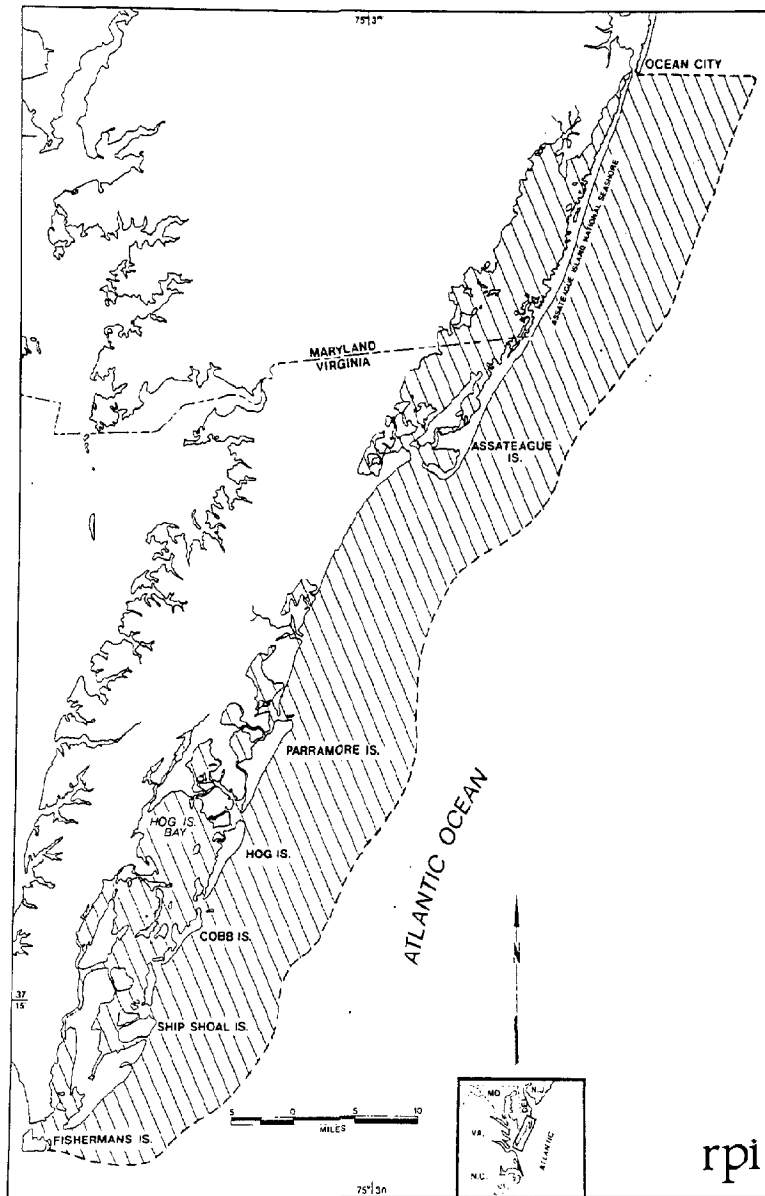 75°3
OCEAN CITY
ASSATEAGUE ISLAND NATIONAL SEASHORE
MARYLAND
VIRGINIA
ASSATEAGUE
IS.
PARRAMORE IS.
HOG IS.
BAY
HOG IS.
ATLANTIC OCEAN
COBB IS.
37
15'
SHIP SHOAL IS.
5 0 5 10
MILES
FISHERMANS IS.
N.J.
DEL.
VA.
ATLANTIC
N.C.
rpi
75°30